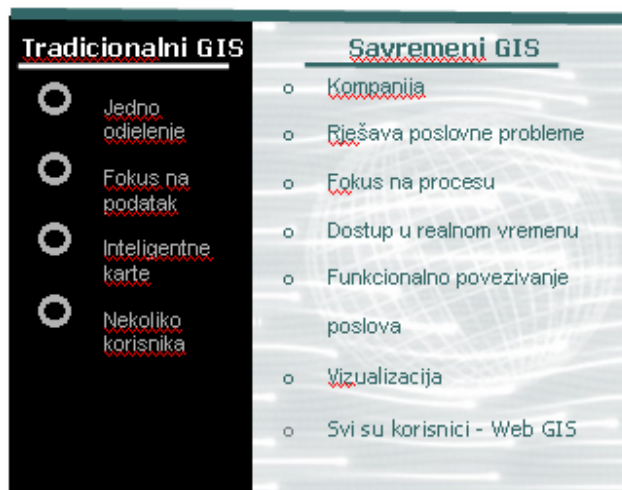 Tradicionalni GIS
Jedno
odielenje
Fokus na
podatak
Inteligentne
karte
Nekoliko
korisnika
Savremeni GIS
Kompanija
Rješava poslovne probleme
Fokus na procesu
Dostup u realnom vremenu
Funkcionalno povezivanje
poslova
Vizualizacija
Svi su korisnici - Web GIS